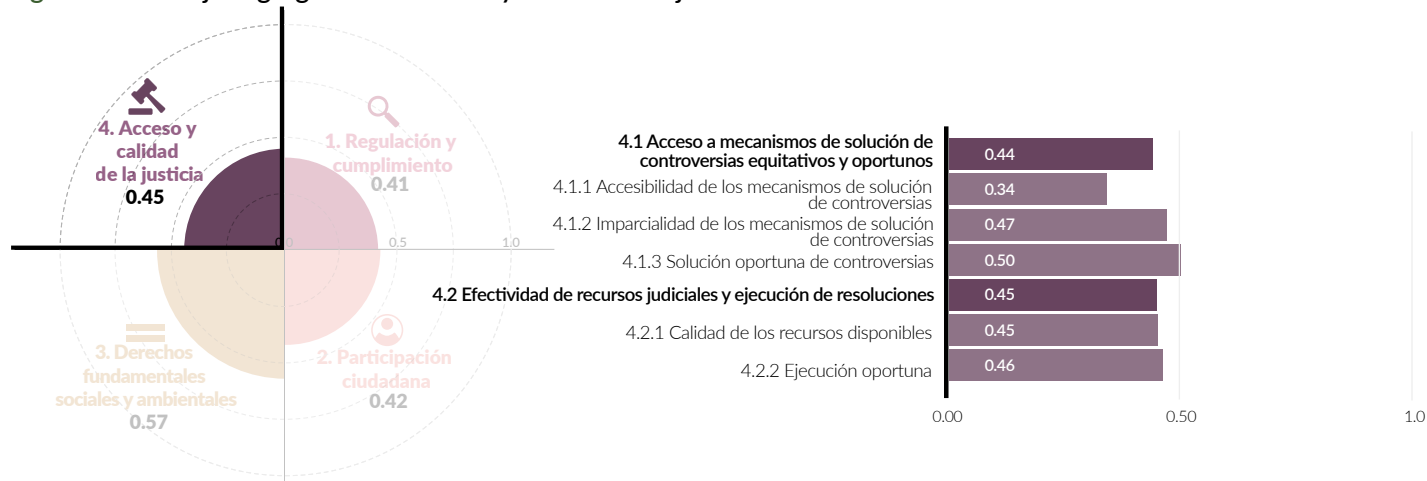 4. Acceso y
calidad
de la justicia
0.45
1. Regulación y
cumplimiento
0.41
0.5
1.0
3. Derechos
fundamentales
sociales y ambientales
0.57
2. Participación
ciudadana
0.42
4.1 Acceso a mecanismos de solución de
controversias equitativos y oportunos
0.44
4.1.1 Accesibilidad de los mecanismos de solución
de controversias
0.34
4.1.2 Imparcialidad de los mecanismos de solución
de controversias
0.47
4.1.3 Solución oportuna de controversias
0.50
4.2 Efectividad de recursos judiciales y ejecución de resoluciones
0.45
4.2.1 Calidad de los recursos disponibles
0.45
4.2.2 Ejecución oportuna
0.46
0.00
0.50
1.0